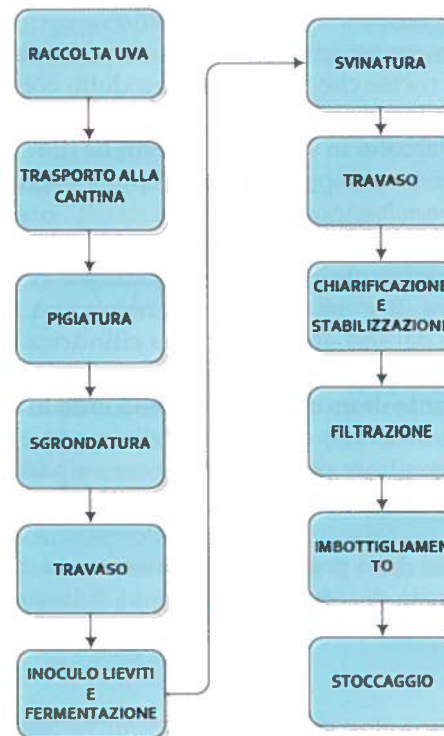 RACCOLTA UVA
TRASPORTO ALLA
CANTINA
PIGIATURA
SGRONDATURA
TRAVASO
INOCULO LIEVITI
E
FERMENTAZIONE
SVINATURA
TRAVASO
CHIARIFICAZIONE
E
STABILIZZAZIONE
FILTRAZIONE
IMBOTTIGLIAMEN
TO
STOCCAGGIO